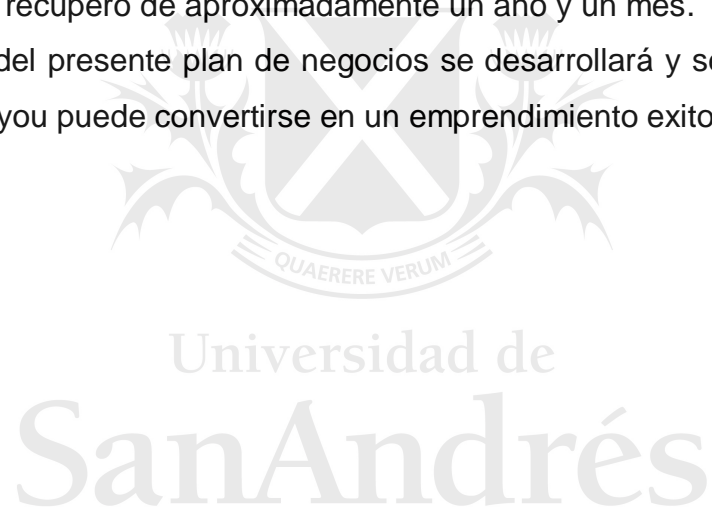 recupero de aproximadamente un año y un mes.
del presente plan de negocios se desarrollará y se
you puede convertirse en un emprendimiento exito
QUAERERE VERUM
Universidad de
SanAndrés